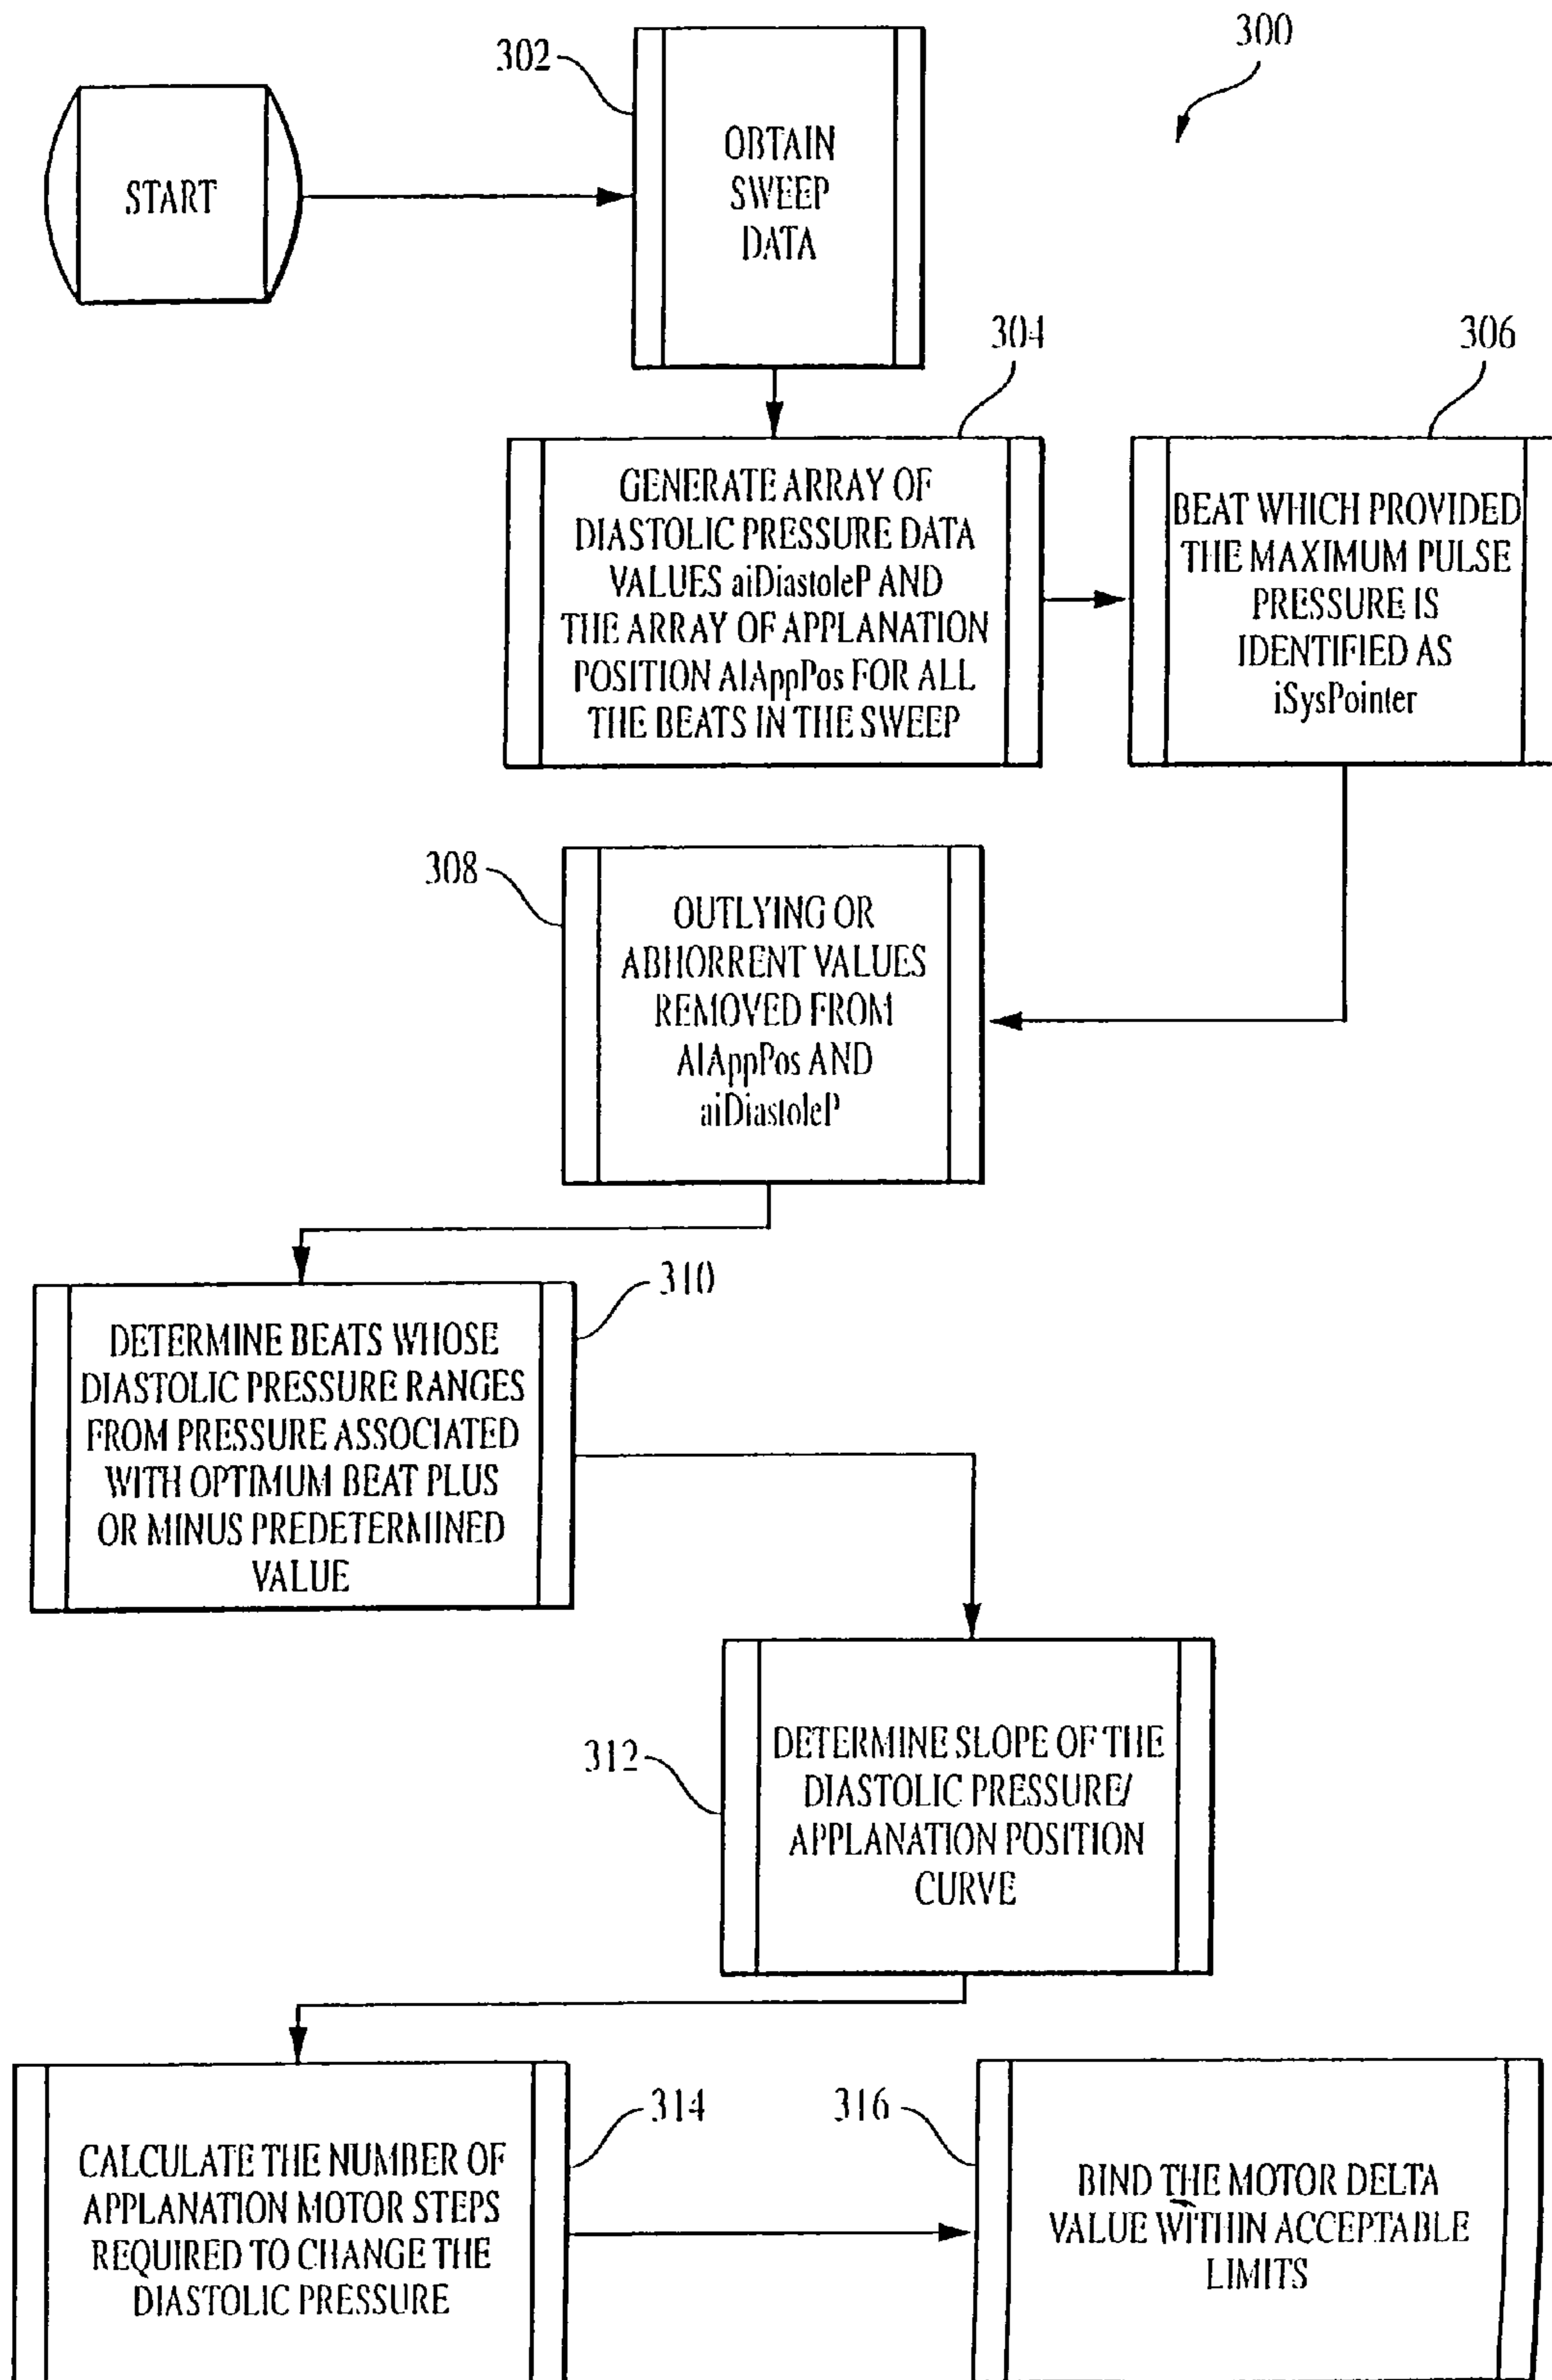 300
302
START
OBTAIN
SWEEP
DATA
304
306
GENERATE ARRAY OF
DIASTOLIC PRESSURE DATA
VALUES aiDiastoleP AND
THE ARRAY OF APPLANATION
POSITION AIAppPos FOR ALL
THE BEATS IN THE SWEEP
BEAT WHICH PROVIDED
THE MAXIMUM PULSE
PRESSURE IS
IDENTIFIED AS
iSysPointer
308
OUTLYING OR
ABHORRENT VALUES
REMOVED FROM
AIAppPos AND
aiDiastoleP
310
DETERMINE BEATS WHOSE
DIASTOLIC PRESSURE RANGES
FROM PRESSURE ASSOCIATED
WITH OPTIMUM BEAT PLUS
OR MINUS PREDETERMINED
VALUE
312
DETERMINE SLOPE OF THE
DIASTOLIC PRESSURE/
APPLANATION POSITION
CURVE
314
316
CALCULATE THE NUMBER OF
APPLANATION MOTOR STEPS
REQUIRED TO CHANGE THE
DIASTOLIC PRESSURE
BIND THE MOTOR DELTA
VALUE WITHIN ACCEPTABLE
LIMITS